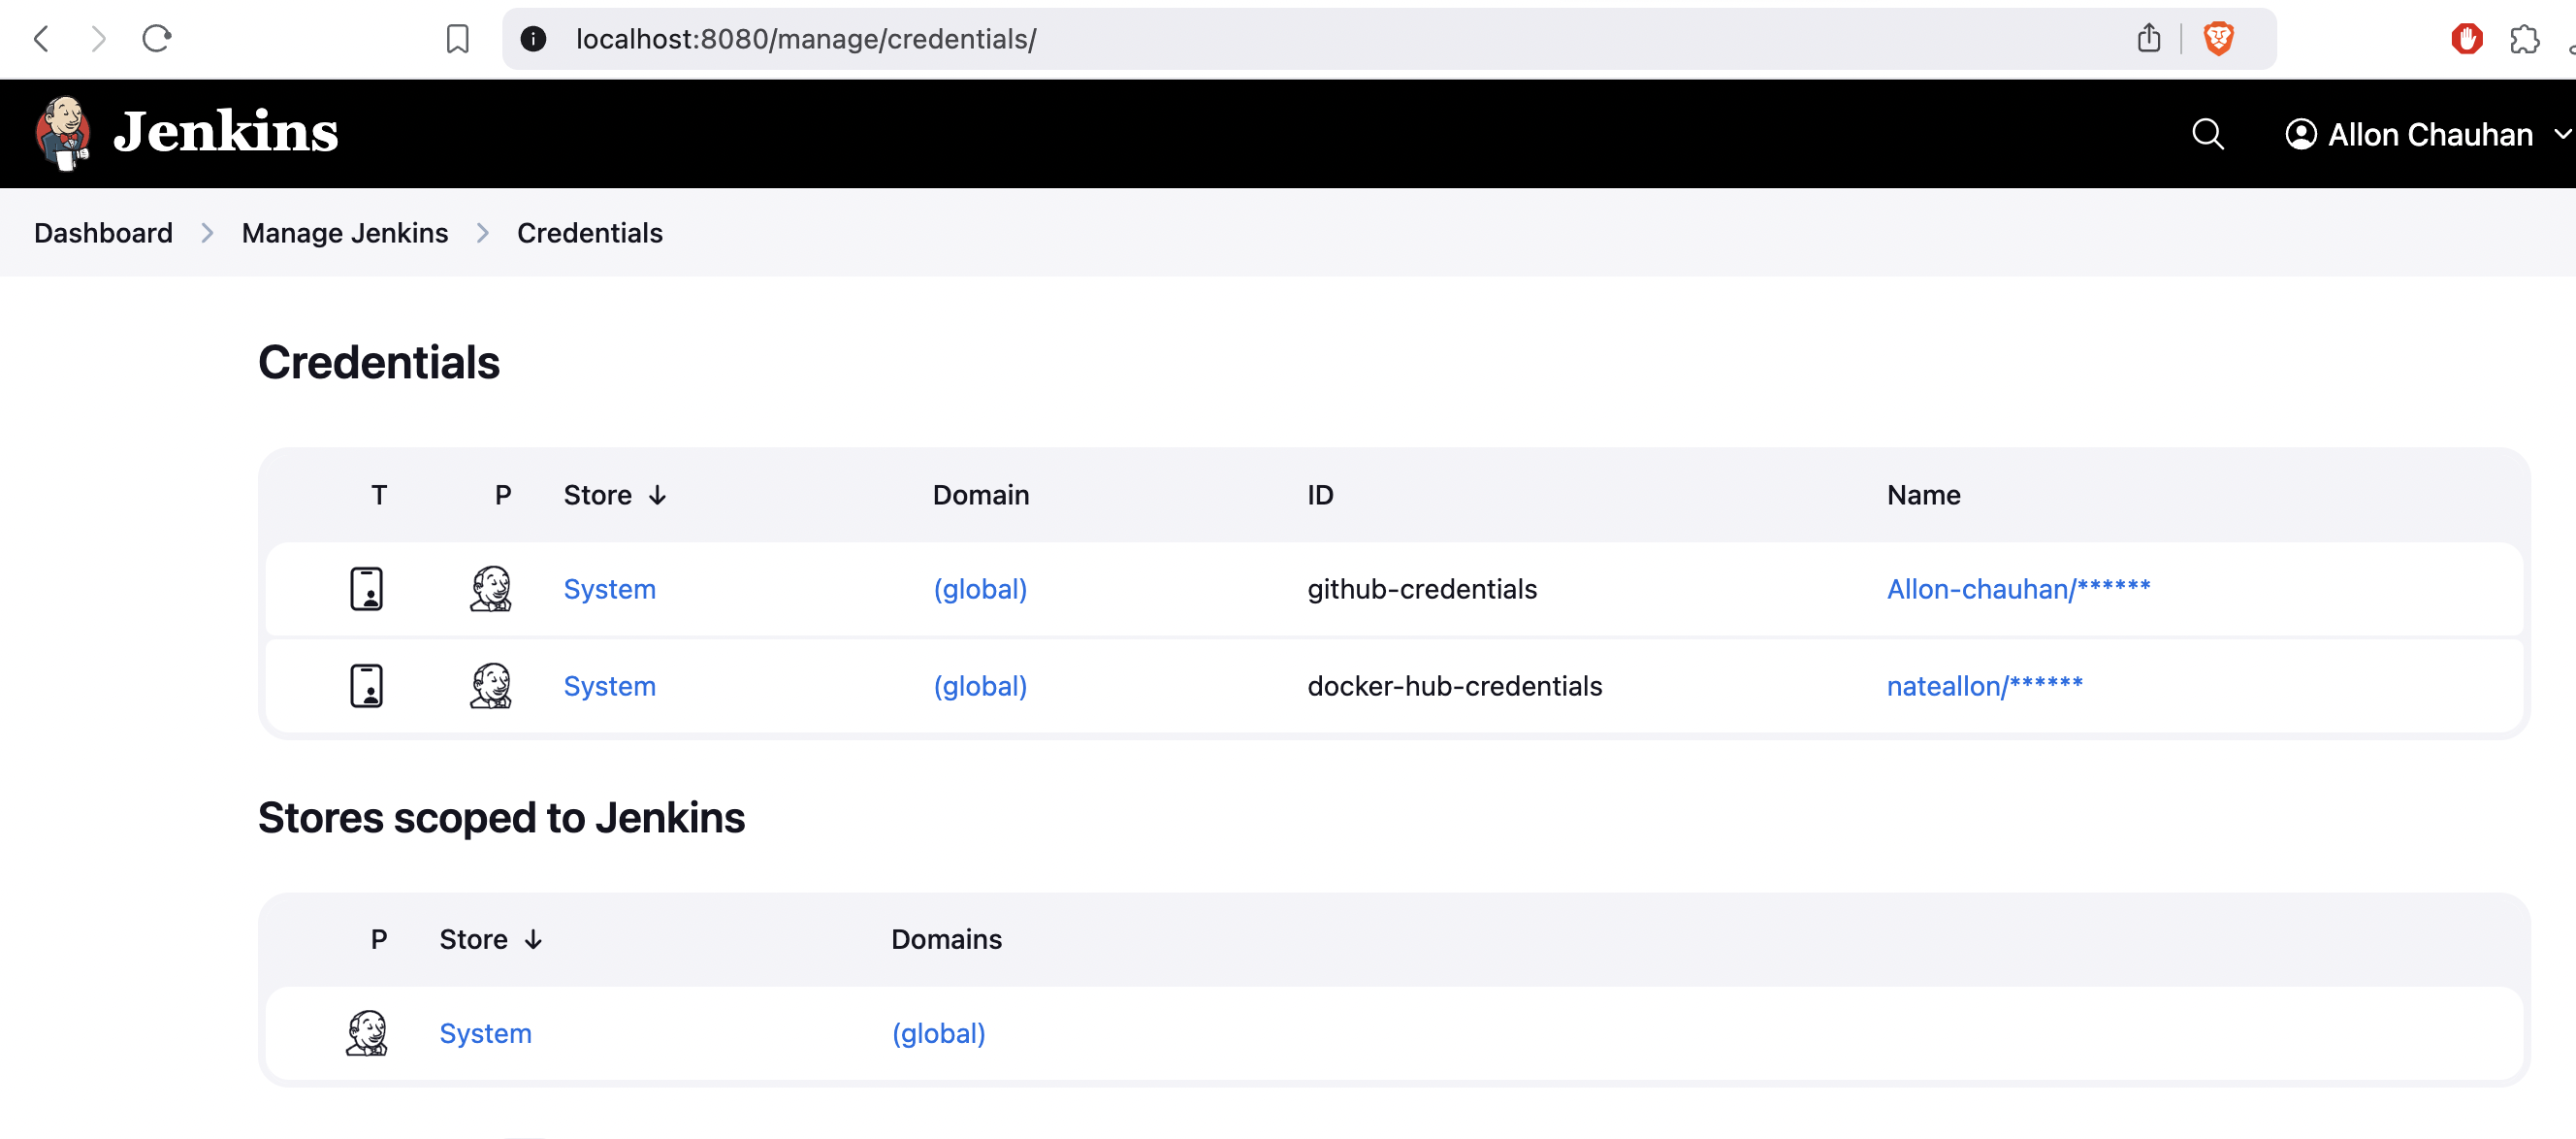 localhost:8080/manage/credentials/
Jenkins
Allon Chauhan
Dashboard > Manage Jenkins > Credentials
Credentials
T P Store ↓ Domain ID Name
System (global) github-credentials Allon-chauhan/******
System (global) docker-hub-credentials nateallon/******
Stores scoped to Jenkins
P Store ↓ Domains
System (global)